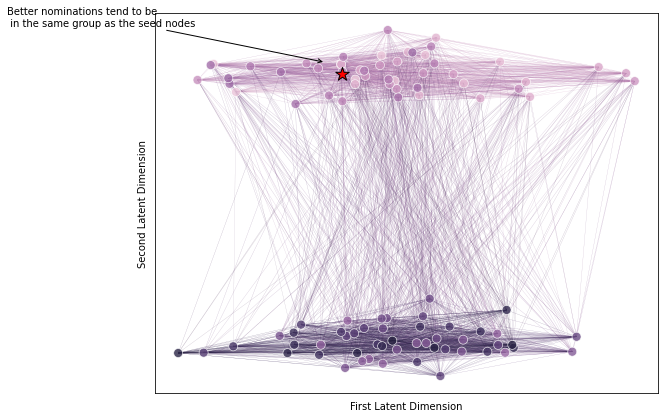 Better nominations tend to be
in the same group as the seed nodes
Second Latent Dimension
First Latent Dimension